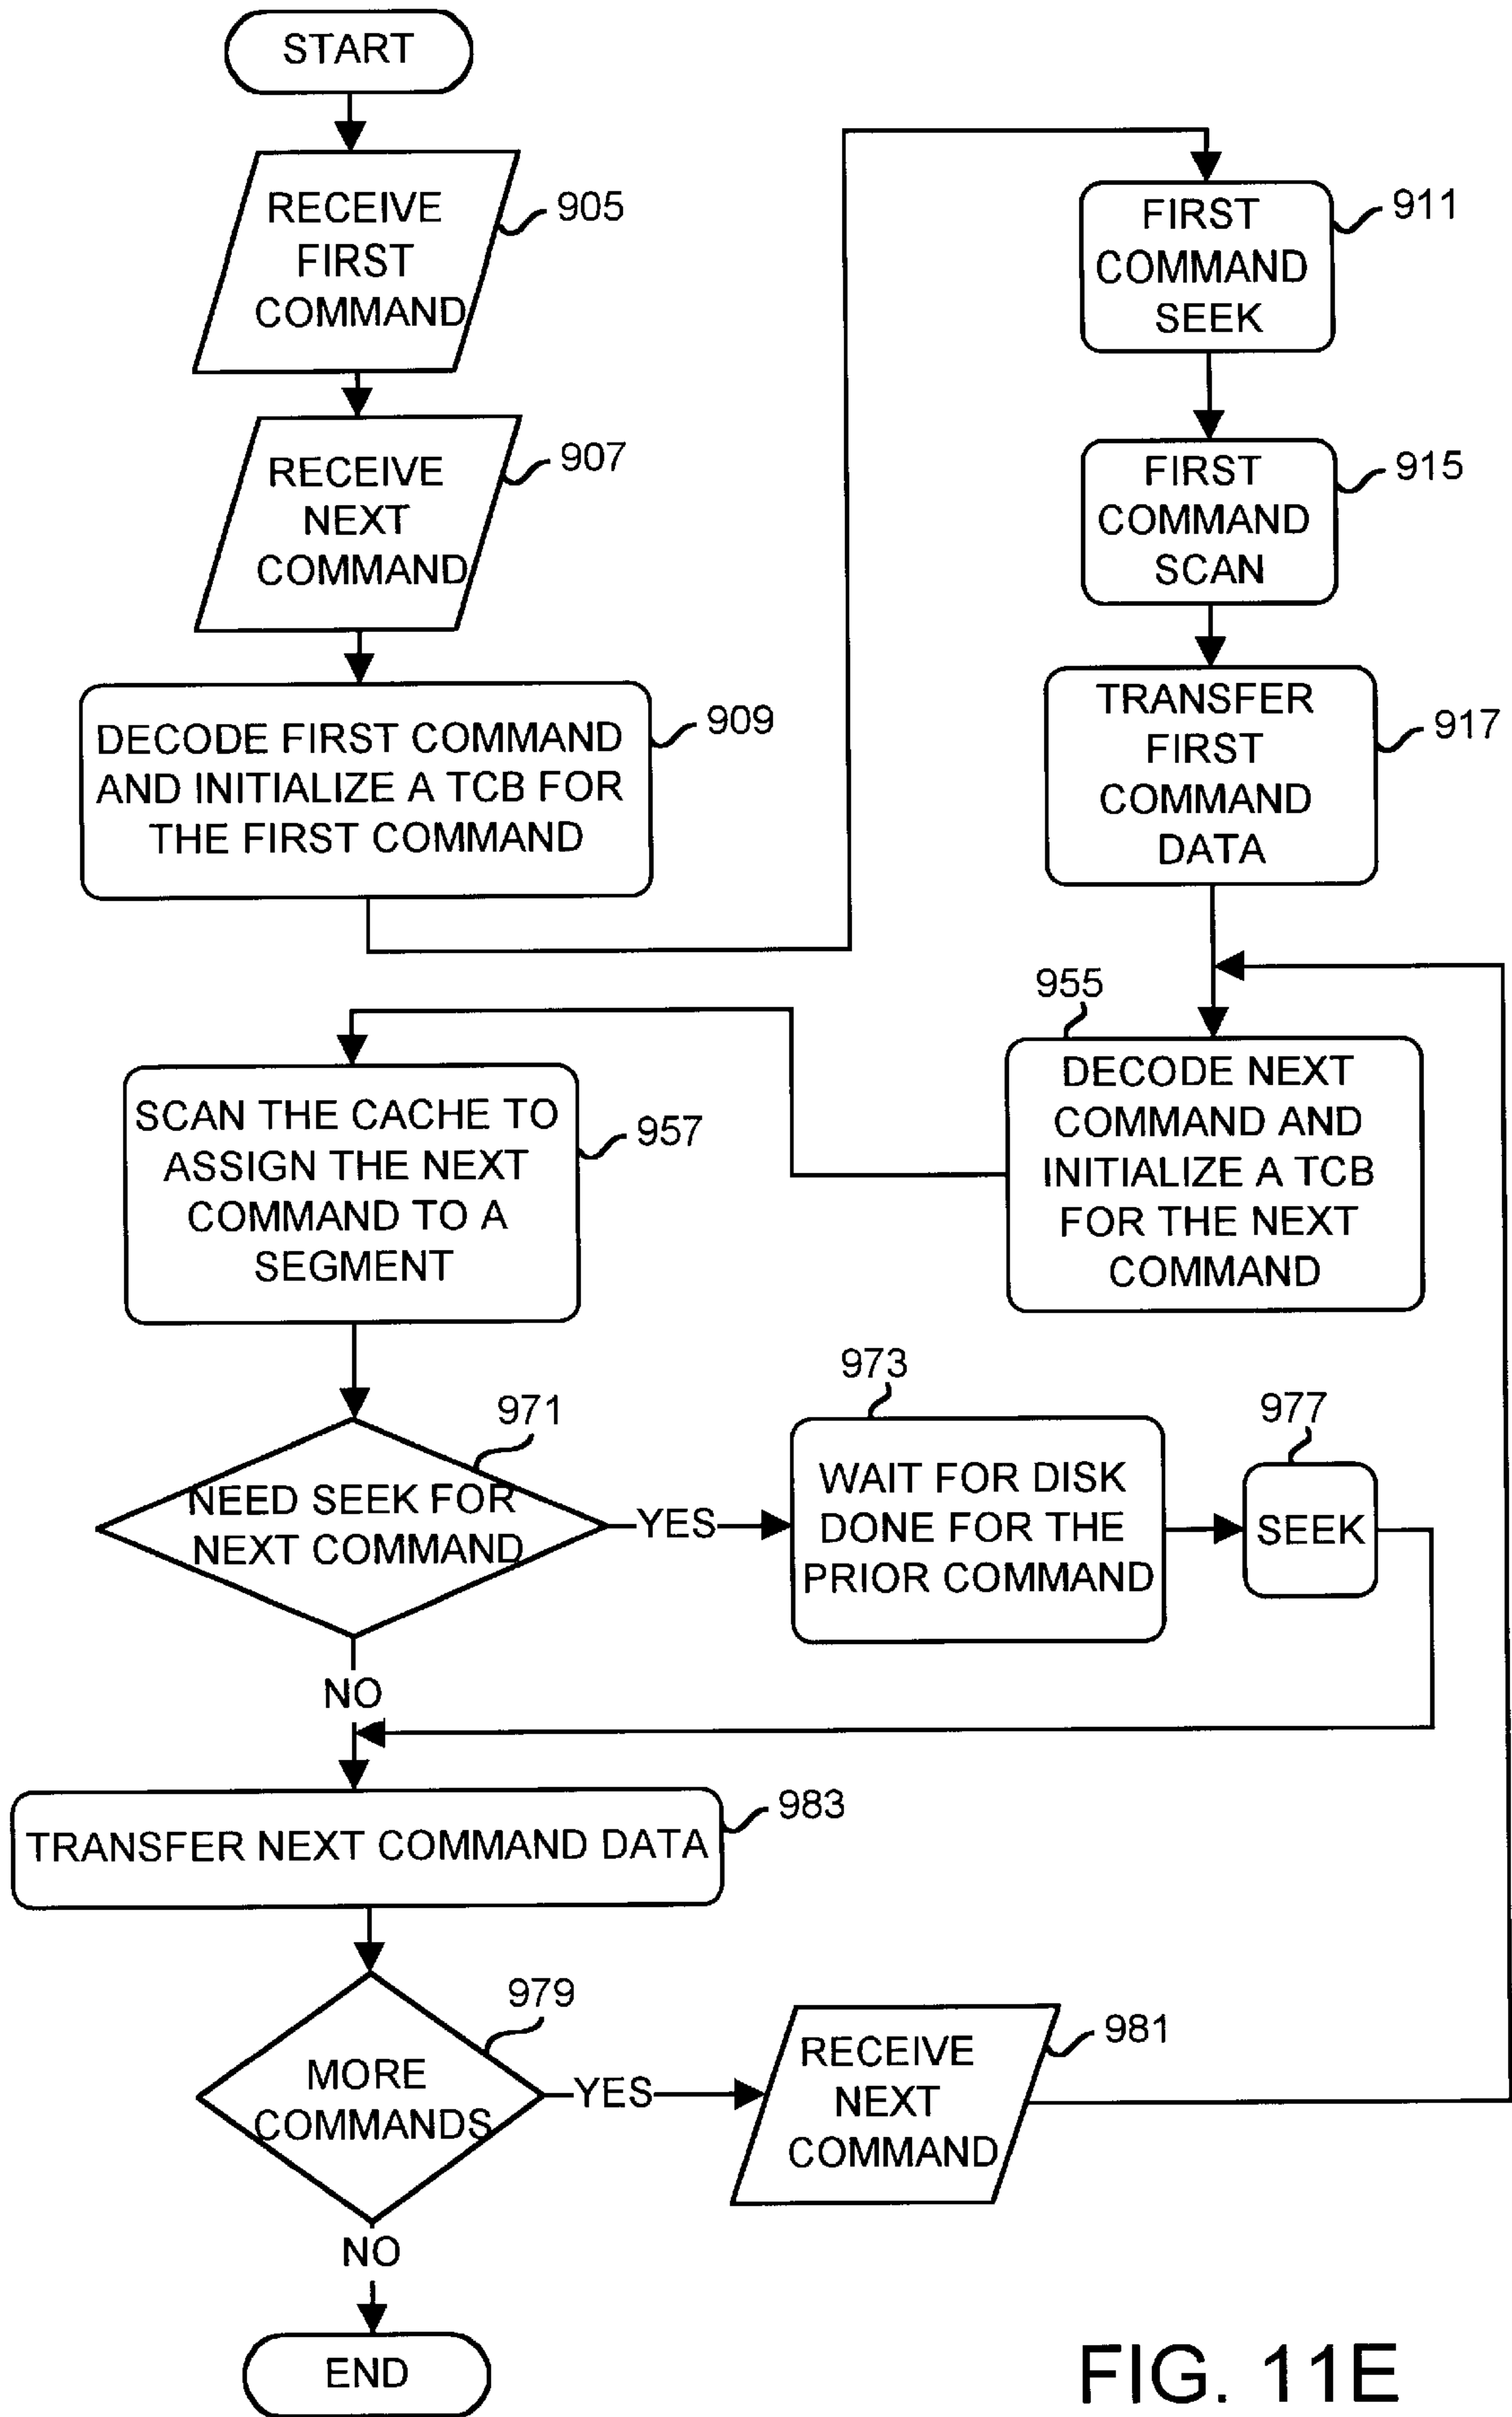 START
RECEIVE
FIRST
COMMAND
905
RECEIVE
NEXT
COMMAND
907
DECODE FIRST COMMAND
AND INITIALIZE A TCB FOR
THE FIRST COMMAND
909
FIRST
COMMAND
SEEK
911
FIRST
COMMAND
SCAN
915
TRANSFER
FIRST
COMMAND
DATA
917
955
DECODE NEXT
COMMAND AND
INITIALIZE A TCB
FOR THE NEXT
COMMAND
SCAN THE CACHE TO
ASSIGN THE NEXT
COMMAND TO A
SEGMENT
957
971
NEED SEEK FOR
NEXT COMMAND
YES
973
WAIT FOR DISK
DONE FOR THE
PRIOR COMMAND
977
SEEK
NO
TRANSFER NEXT COMMAND DATA
983
979
MORE
COMMANDS
YES
RECEIVE
NEXT
COMMAND
981
NO
END
FIG. 11E